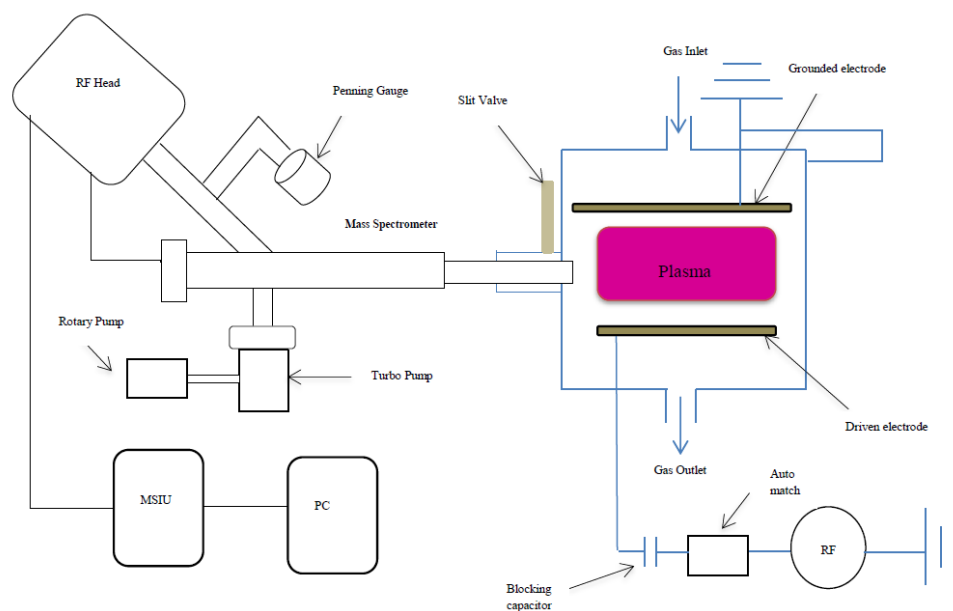 Gas Inlet
RF Head
Grounded electrode
Penning Gauge
Slit Valve
Mass Spectrometer
Plasma
Rotary Pump
Turbo Pump
Driven electrode
Gas Outlet
Auto
match
MSIU
PC
RF
Blocking
capacitor